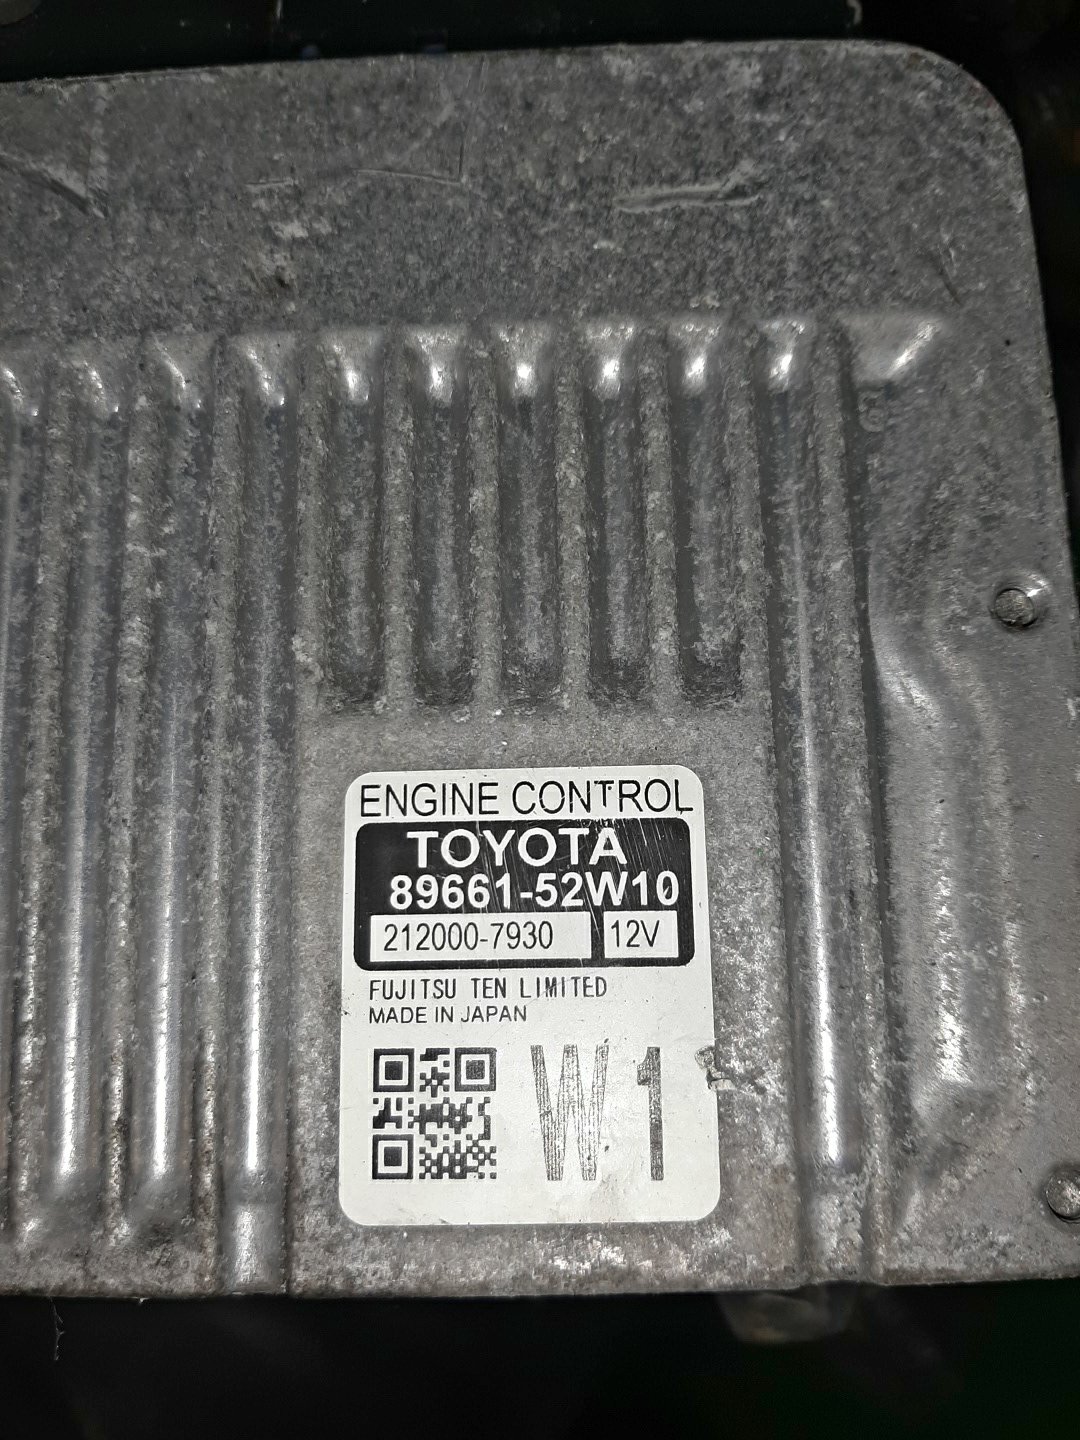 ENGINE CONTROL
TOYOTA
89661-52W10
212000-7930 12V
FUJITSU TEN LIMITED
MADE IN JAPAN
W1